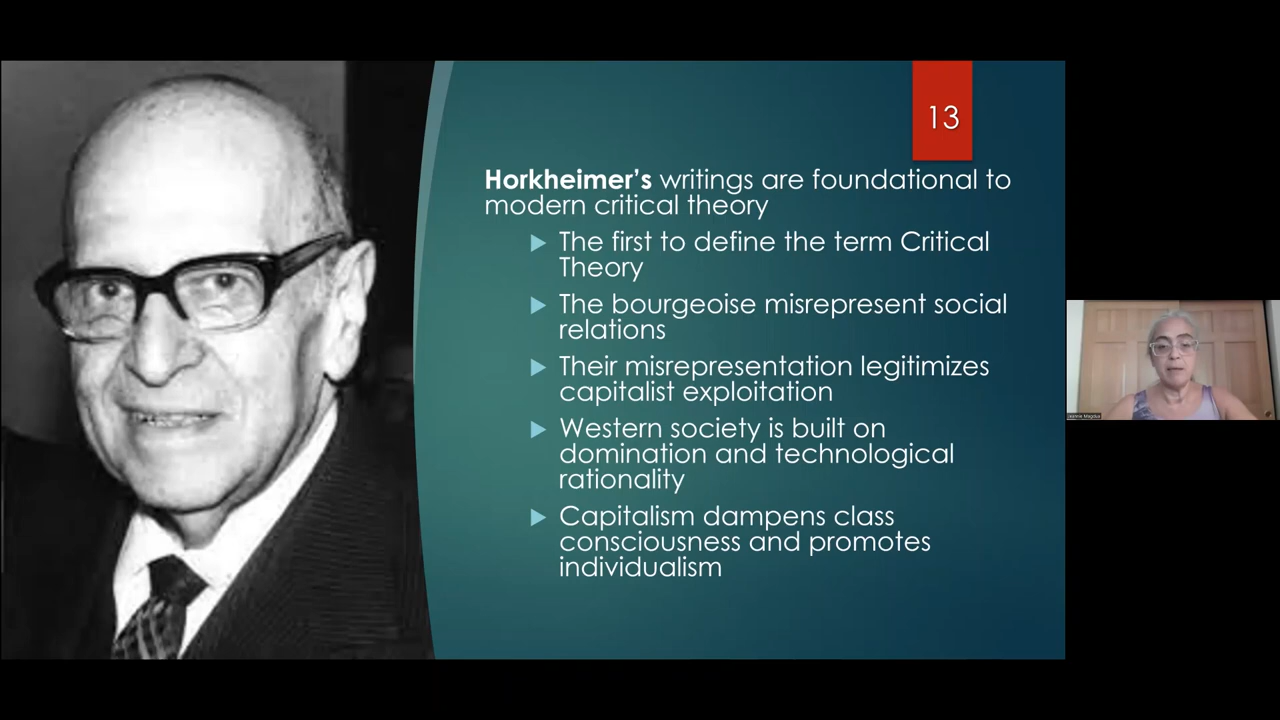 13
Horkheimer's writings are foundational to
modern critical theory
The first to define the term Critical
Theory
The bourgeoise misrepresent social
relations
Their misrepresentation legitimizes
capitalist exploitation
Western society is built on
domination and technological
rationality
Capitalism dampens class
consciousness and promotes
individualism